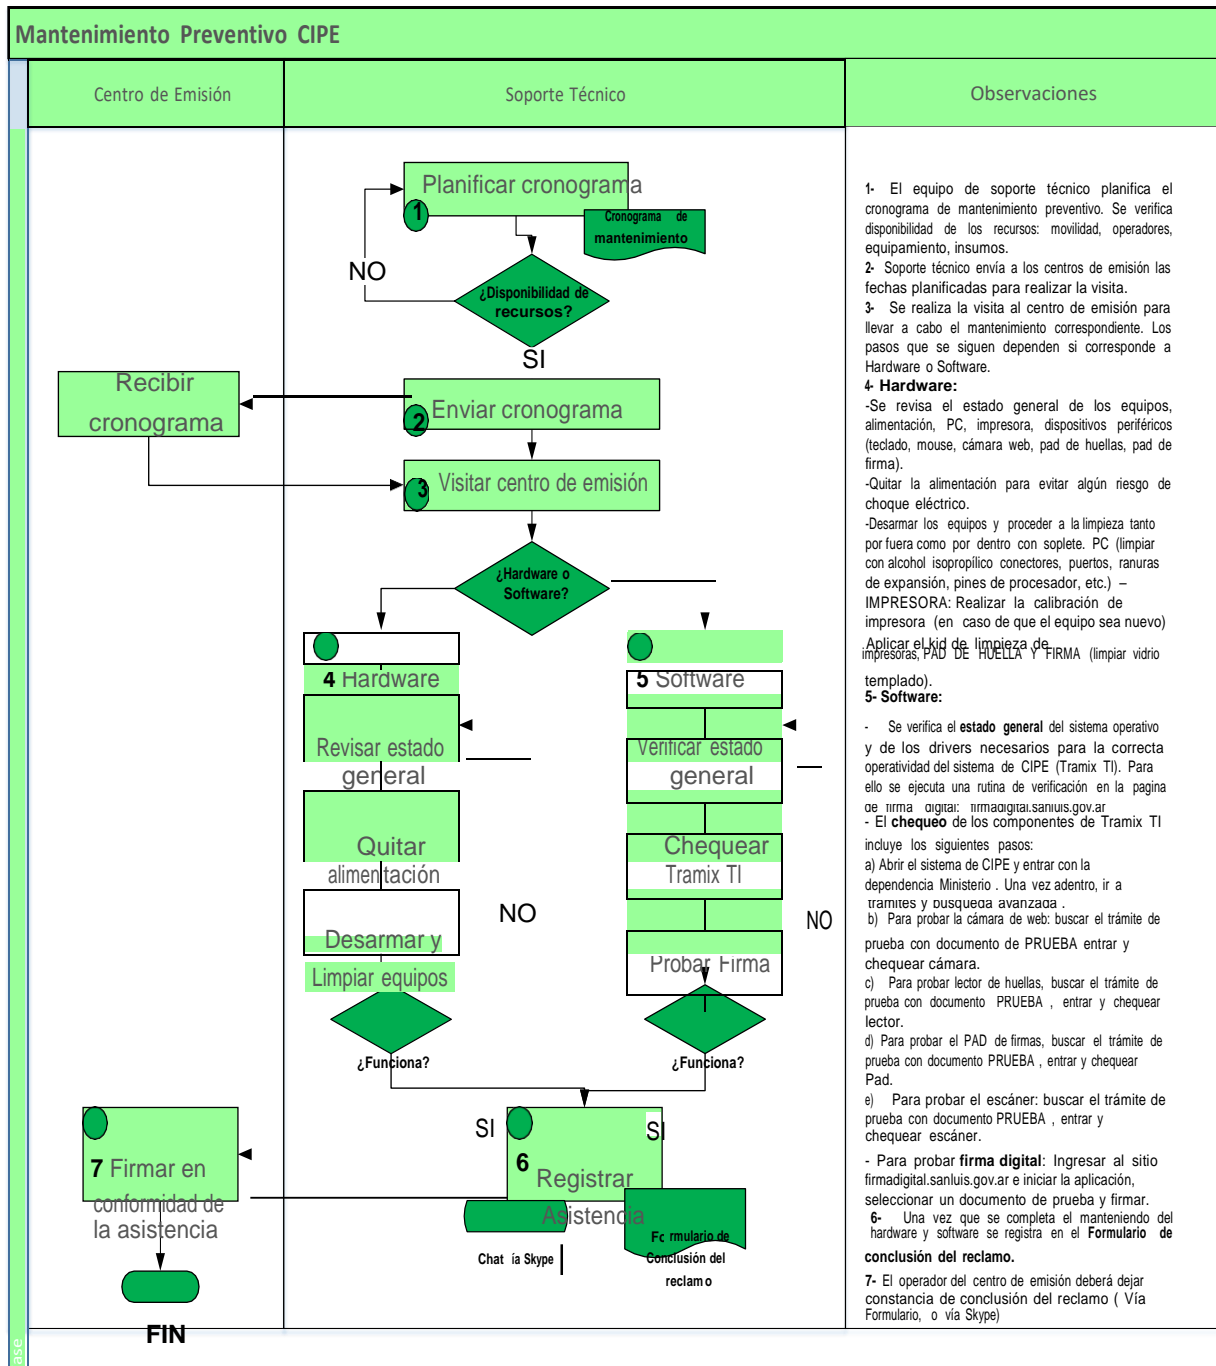 Mantenimiento Preventivo CIPE
Centro de Emisión
Soporte Técnico
Observaciones
Planificar cronograma
1
Cronograma de
mantenimiento
NO
¿Disponibilidad de
recursos?
SI
Recibir
cronograma
Enviar cronograma
2
Visitar centro de emisión
3
¿Hardware o
Software?
4 Hardware
Revisar estado
general
Quitar
alimentación
Desarmar y
Limpiar equipos
NO
¿Funciona?
5 Software
Verificar estado
general
Chequear
Tramix TI
Probar Firma
NO
¿Funciona?
SI
SI
6
Registrar
Asistencia
Chat ía Skype
Fo rmulario de
Conclusión del
reclam o
7 Firmar en
conformidad de
la asistencia
FIN
ase
1- El equipo de soporte técnico planifica el
cronograma de mantenimiento preventivo. Se verifica
disponibilidad de los recursos: movilidad, operadores,
equipamiento, insumos.
2- Soporte técnico envía a los centros de emisión las
fechas planificadas para realizar la visita.
3- Se realiza la visita al centro de emisión para
llevar a cabo el mantenimiento correspondiente. Los
pasos que se siguen dependen si corresponde a
Hardware o Software.
4- Hardware:
-Se revisa el estado general de los equipos,
alimentación, PC, impresora, dispositivos periféricos
(teclado, mouse, cámara web, pad de huellas, pad de
firma).
-Quitar la alimentación para evitar algún riesgo de
choque eléctrico.
-Desarmar los equipos y proceder a la limpieza tanto
por fuera como por dentro con soplete. PC (limpiar
con alcohol isopropílico conectores, puertos, ranuras
de expansión, pines de procesador, etc.) –
IMPRESORA: Realizar la calibración de
impresora (en caso de que el equipo sea nuevo)
Aplicar el kid de limpieza de
impresoras, PAD DE HUELLA Y FIRMA (limpiar vidrio
templado).
5- Software:
- Se verifica el estado general del sistema operativo
y de los drivers necesarios para la correcta
operatividad del sistema de CIPE (Tramix TI). Para
ello se ejecuta una rutina de verificación en la pagina
de firma digital: firmadigital.sanluis.gov.ar
- El chequeo de los componentes de Tramix TI
incluye los siguientes pasos:
a) Abrir el sistema de CIPE y entrar con la
dependencia Ministerio . Una vez adentro, ir a
tramites y busqueda avanzada .
b) Para probar la cámara de web: buscar el trámite de
prueba con documento de PRUEBA entrar y
chequear cámara.
c) Para probar lector de huellas, buscar el trámite de
prueba con documento PRUEBA , entrar y chequear
lector.
d) Para probar el PAD de firmas, buscar el trámite de
prueba con documento PRUEBA , entrar y chequear
Pad.
e) Para probar el escáner: buscar el trámite de
prueba con documento PRUEBA , entrar y
chequear escáner.
- Para probar firma digital: Ingresar al sitio
firmadigital.sanluis.gov.ar e iniciar la aplicación,
seleccionar un documento de prueba y firmar.
6- Una vez que se completa el manteniendo del
hardware y software se registra en el Formulario de
conclusión del reclamo.
7- El operador del centro de emisión deberá dejar
constancia de conclusión del reclamo ( Vía
Formulario, o vía Skype)